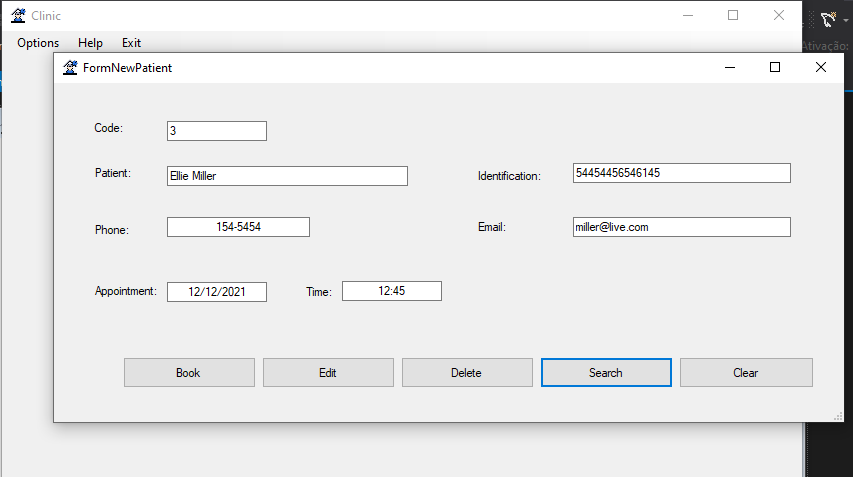 Clinic
Options Help Exit
Ativação:
FormNewPatient
Code: 3
Patient: Ellie Miller
Identification: 54454456546145
Phone: 154-5454
Email: miller@live.com
Appointment: 12/12/2021 Time: 12:45
Book Edit Delete Search Clear